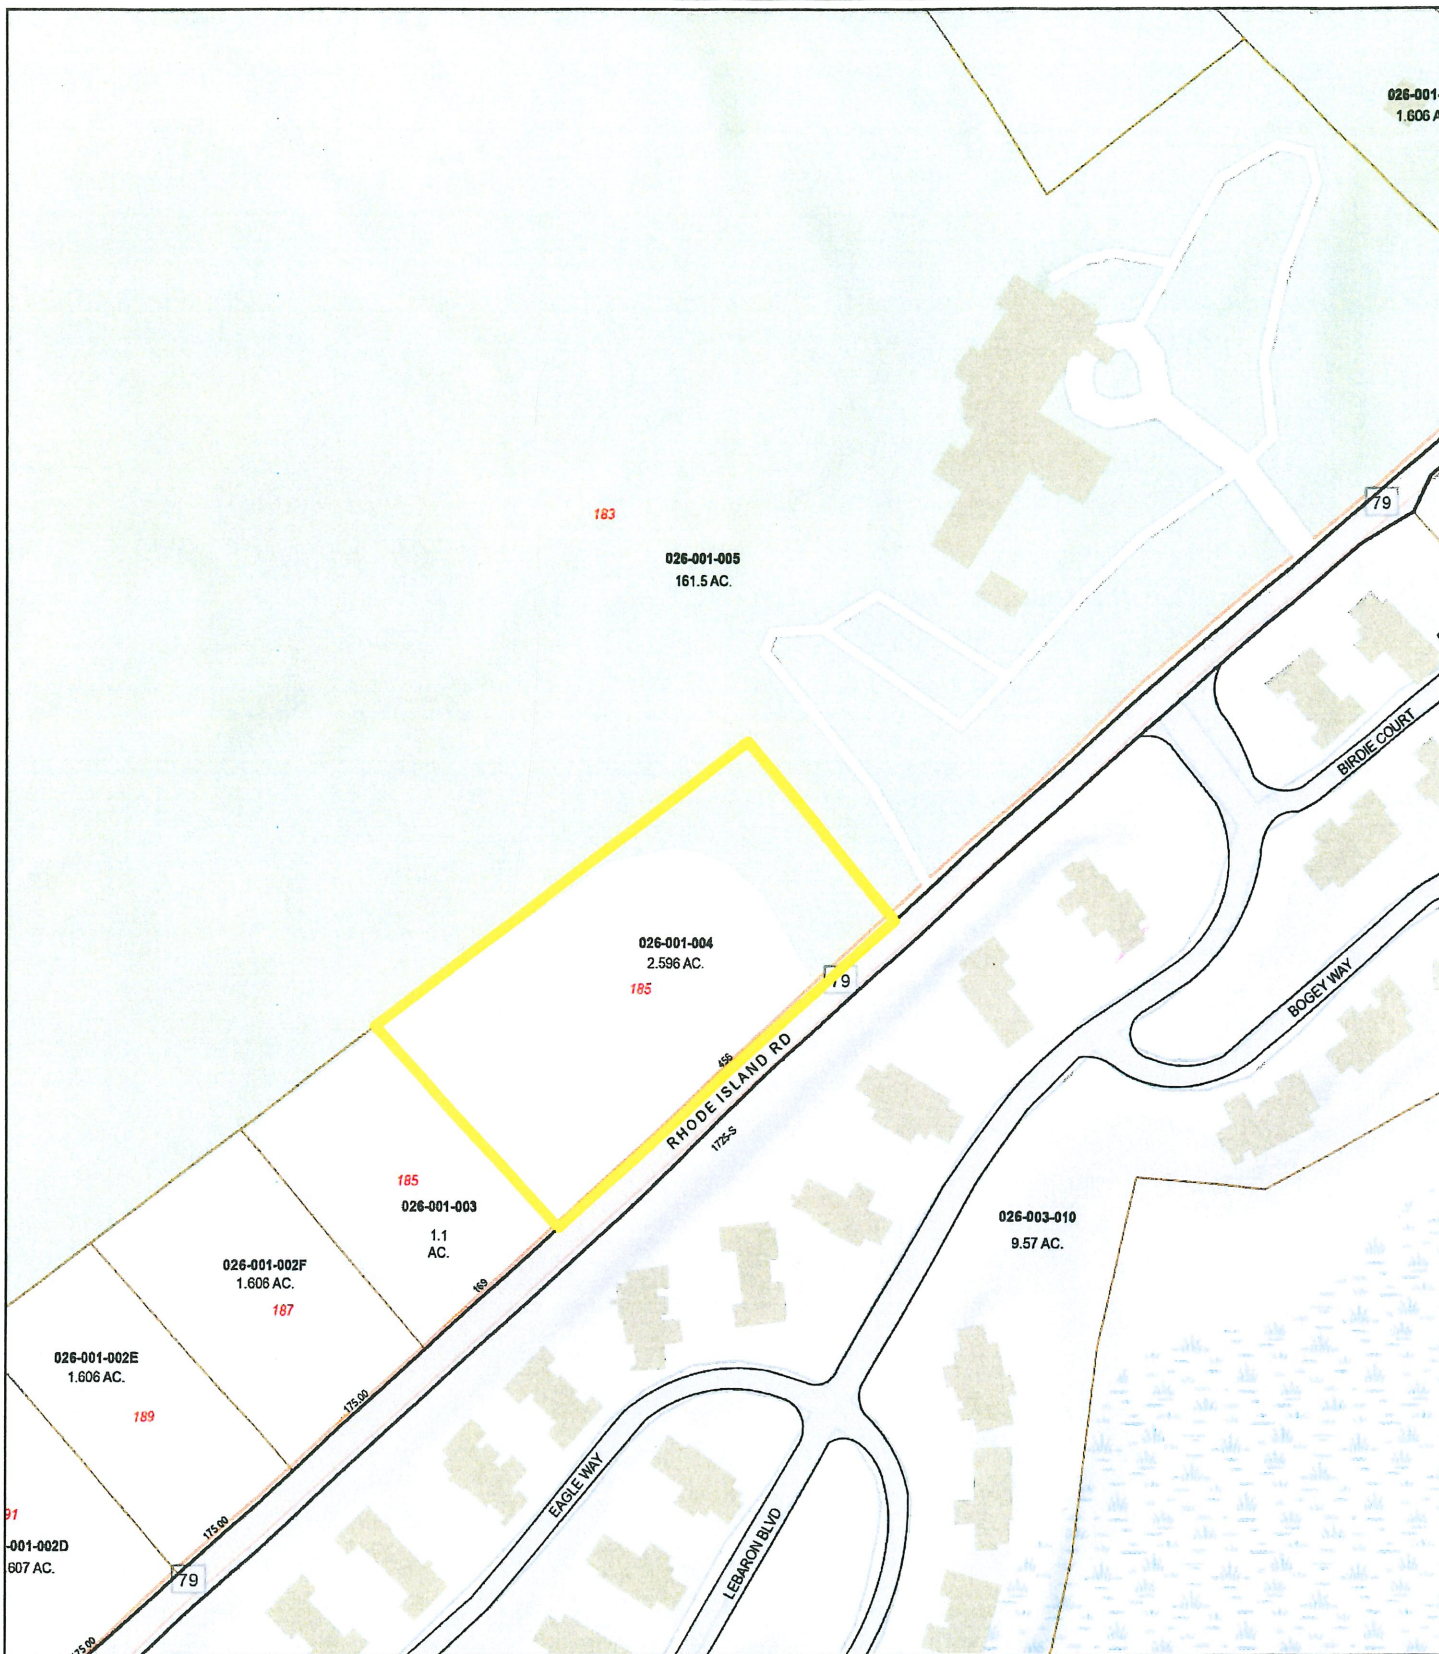 026-001-
1.606 A
79
183
026-001-005
161.5 AC.
BIRDIE COURT
026-001-004
2.596 AC.
185
79
BOGEY WAY
456
RHODE ISLAND RD
1725-S
185
026-001-003
1.1
AC.
026-003-010
9.57 AC.
026-001-002F
1.606 AC.
187
169
026-001-002E
1.606 AC.
189
175.00
EAGLE WAY
LEBARON BLVD
91
175.00
-001-002D
607 AC.
79
175.00